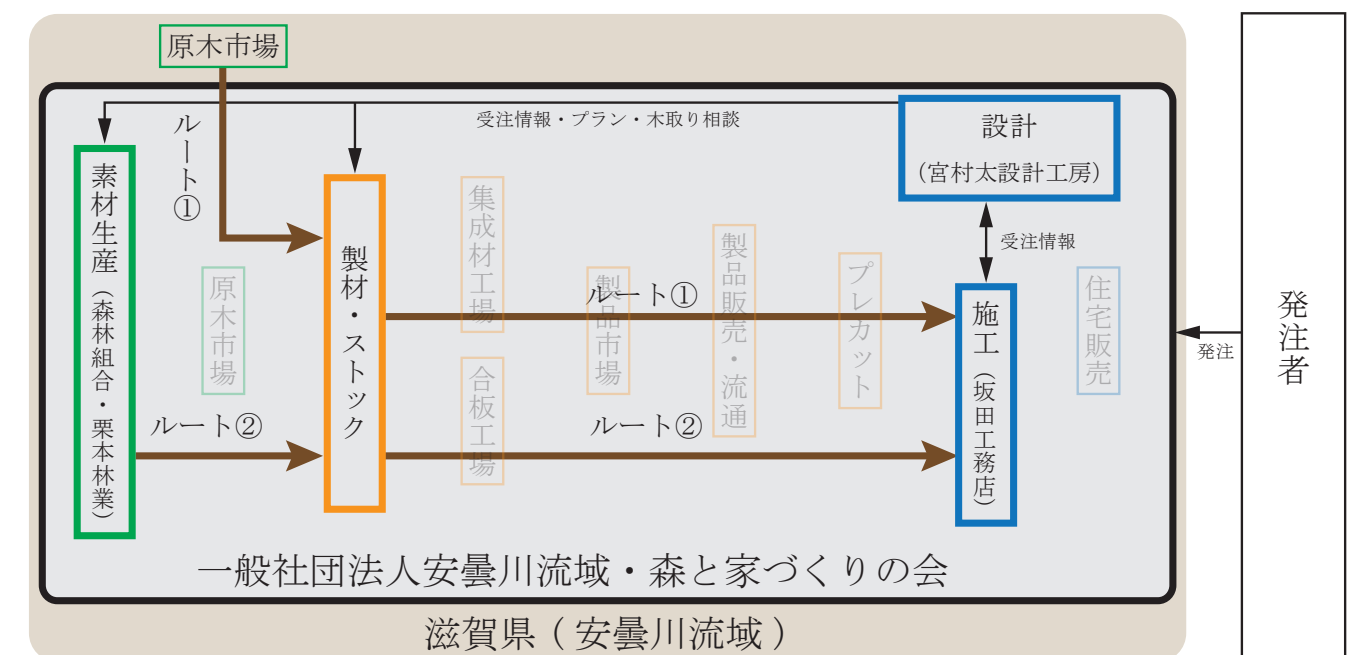 原木市場
ルート①
受注情報・プラン・木取り相談
設計
（宮村太設計工房）
素材生産（森林組合・栗本林業）
原木市場
製材・ストック
集成材工場
合板工場
製品市場
製品販売・流通
プレカット
受注情報
施工（坂田工務店）
住宅販売
発注
発注者
ルート①
ルート②
ルート②
一般社団法人安曇川流域・森と家づくりの会
滋賀県（安曇川流域）